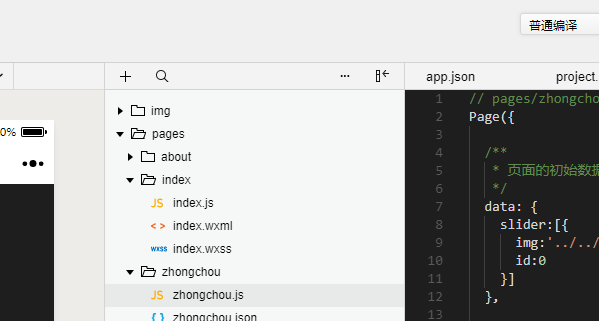 普通编译
app.json
project.
0%
img
pages
about
index
JS index.js
< > index.wxml
WXSS index.wxss
zhongchou
JS zhongchou.js
{ } zhongchou.json
1 // pages/zhongcho
2 Page({
3
4 /**
5 * 页面的初始数据
6 */
7 data: {
8 slider:[{
9 img:'../../
10 id:0
11 }]
12 },
13